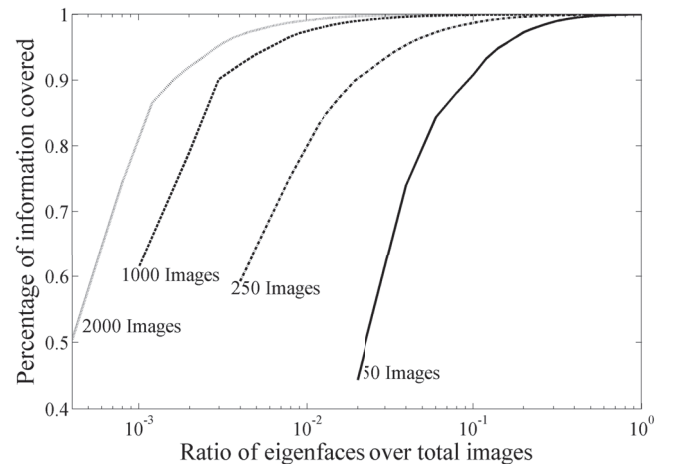 Percentage of information covered
1
0.9
0.8
0.7
0.6
0.5
0.4
1000 Images
250 Images
2000 Images
50 Images
10^-3
10^-2
10^-1
10^0
Ratio of eigenfaces over total images